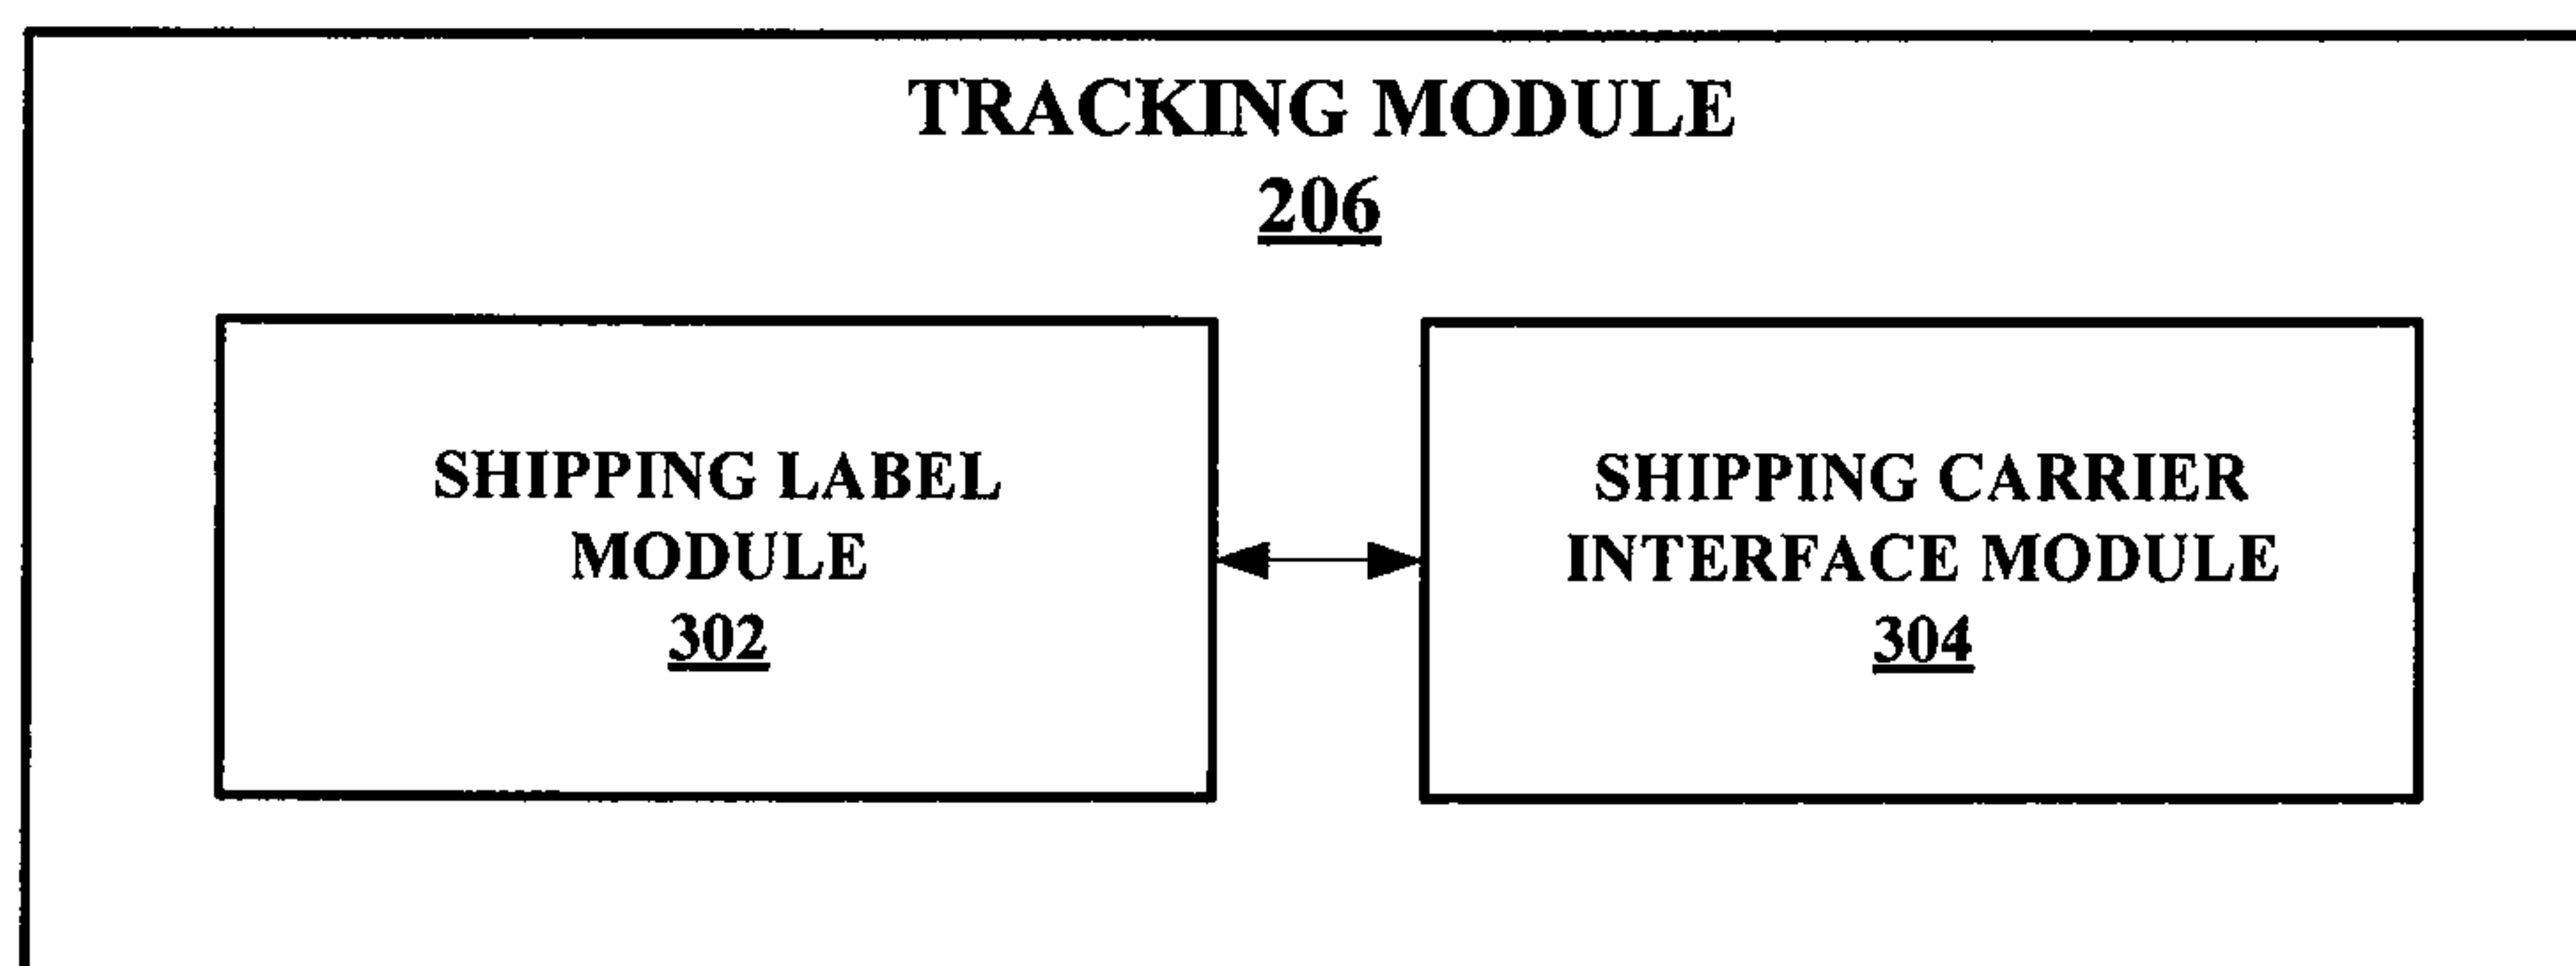 TRACKING MODULE
206
SHIPPING LABEL
MODULE
302
SHIPPING CARRIER
INTERFACE MODULE
304